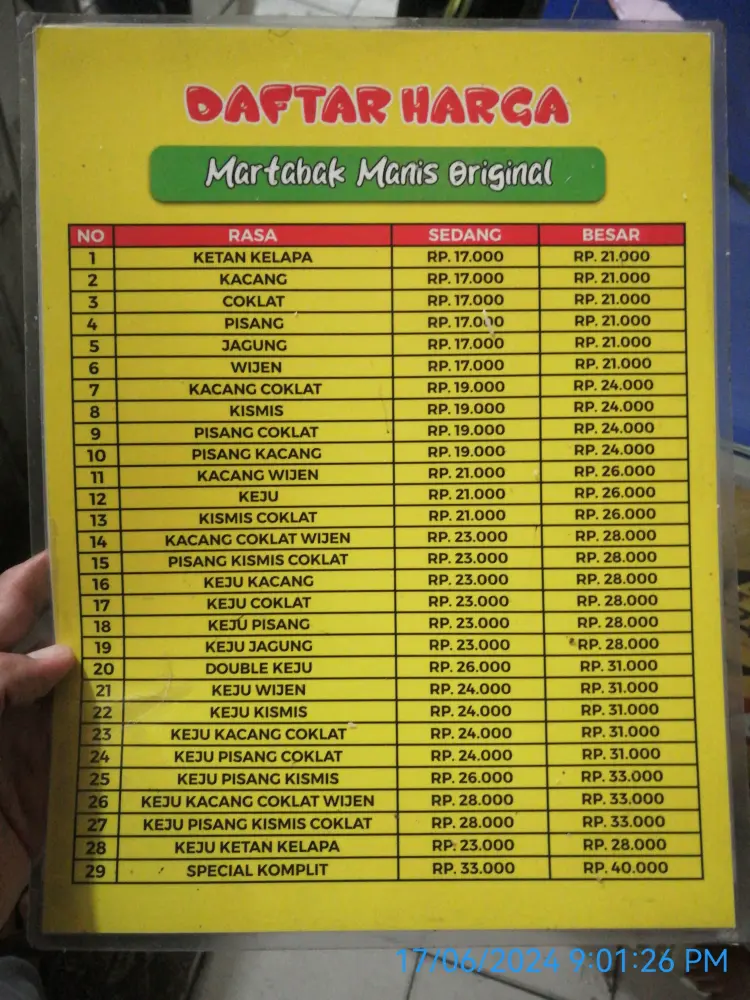 DAFTAR HARGA
Martabak Manis Original
NO RASA SEDANG BESAR
1 KETAN KELAPA RP. 17.000 RP. 21.000
2 KACANG RP. 17.000 RP. 21.000
3 COKLAT RP. 17.000 RP. 21.000
4 PISANG RP. 17.000 RP. 21.000
5 JAGUNG RP. 17.000 RP. 21.000
6 WIJEN RP. 17.000 RP. 21.000
7 KACANG COKLAT RP. 19.000 RP. 24.000
8 KISMIS RP. 19.000 RP. 24.000
9 PISANG COKLAT RP. 19.000 RP. 24.000
10 PISANG KACANG RP. 19.000 RP. 24.000
11 KACANG WIJEN RP. 21.000 RP. 26.000
12 KEJU RP. 21.000 RP. 26.000
13 KISMIS COKLAT RP. 21.000 RP. 26.000
14 KACANG COKLAT WIJEN RP. 23.000 RP. 28.000
15 PISANG KISMIS COKLAT RP. 23.000 RP. 28.000
16 KEJU KACANG RP. 23.000 RP. 28.000
17 KEJU COKLAT RP. 23.000 RP. 28.000
18 KEJU PISANG RP. 23.000 RP. 28.000
19 KEJU JAGUNG RP. 23.000 RP. 28.000
20 DOUBLE KEJU RP. 26.000 RP. 31.000
21 KEJU WIJEN RP. 24.000 RP. 31.000
22 KEJU KISMIS RP. 24.000 RP. 31.000
23 KEJU KACANG COKLAT RP. 24.000 RP. 31.000
24 KEJU PISANG COKLAT RP. 24.000 RP. 31.000
25 KEJU PISANG KISMIS RP. 26.000 RP. 33.000
26 KEJU KACANG COKLAT WIJEN RP. 28.000 RP. 33.000
27 KEJU PISANG KISMIS COKLAT RP. 28.000 RP. 33.000
28 KEJU KETAN KELAPA RP. 23.000 RP. 28.000
29 SPECIAL KOMPLIT RP. 33.000 RP. 40.000
17/06/2024 9:01:26 PM